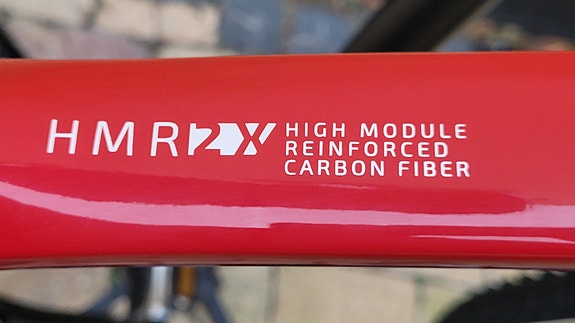 HMR2X
HIGH MODULE
REINFORCED
CARBON FIBER